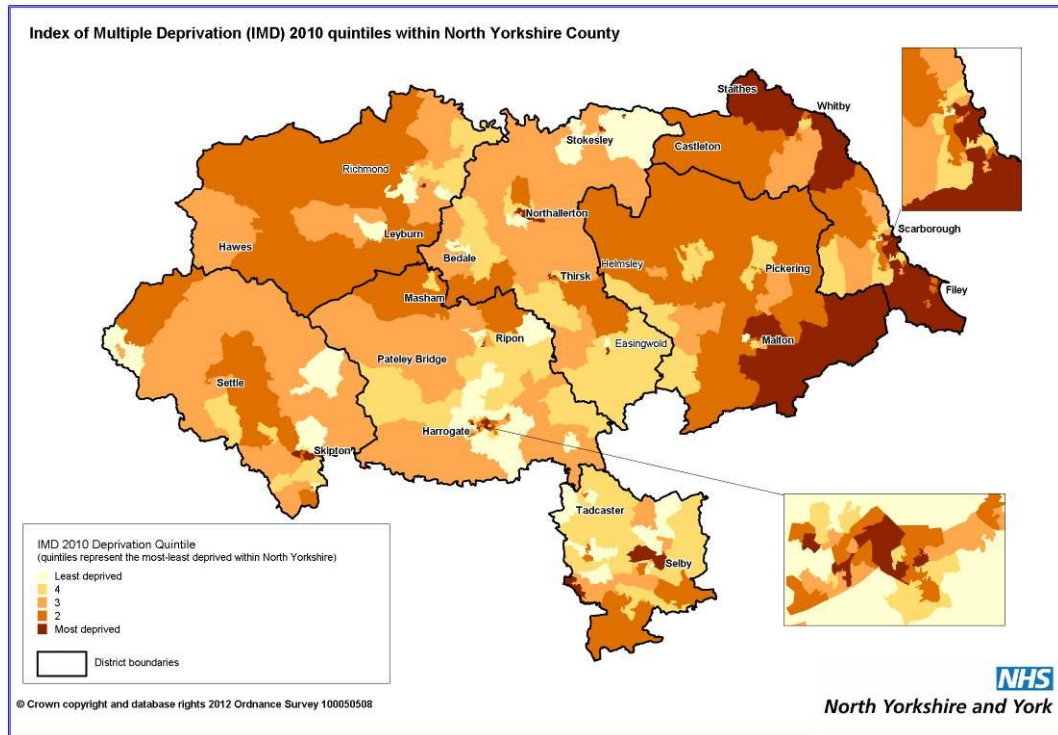 Index of Multiple Deprivation (IMD) 2010 quintiles within North Yorkshire County
Staithes
Whitby
Stokesley
Castleton
Richmond
Northallerton
Leyburn
Hawes
Bedale
Scarborough
Helmsley
Pickering
Thirsk
Filey
Masham
Ripon
Easingwold
Malton
Pateley Bridge
Settle
Harrogate
Skipton
Tadcaster
Selby
IMD 2010 Deprivation Quintile
(quintiles represent the most-least deprived within North Yorkshire)
Least deprived
4
3
2
Most deprived
District boundaries
© Crown copyright and database rights 2012 Ordnance Survey 100050508
NHS
North Yorkshire and York